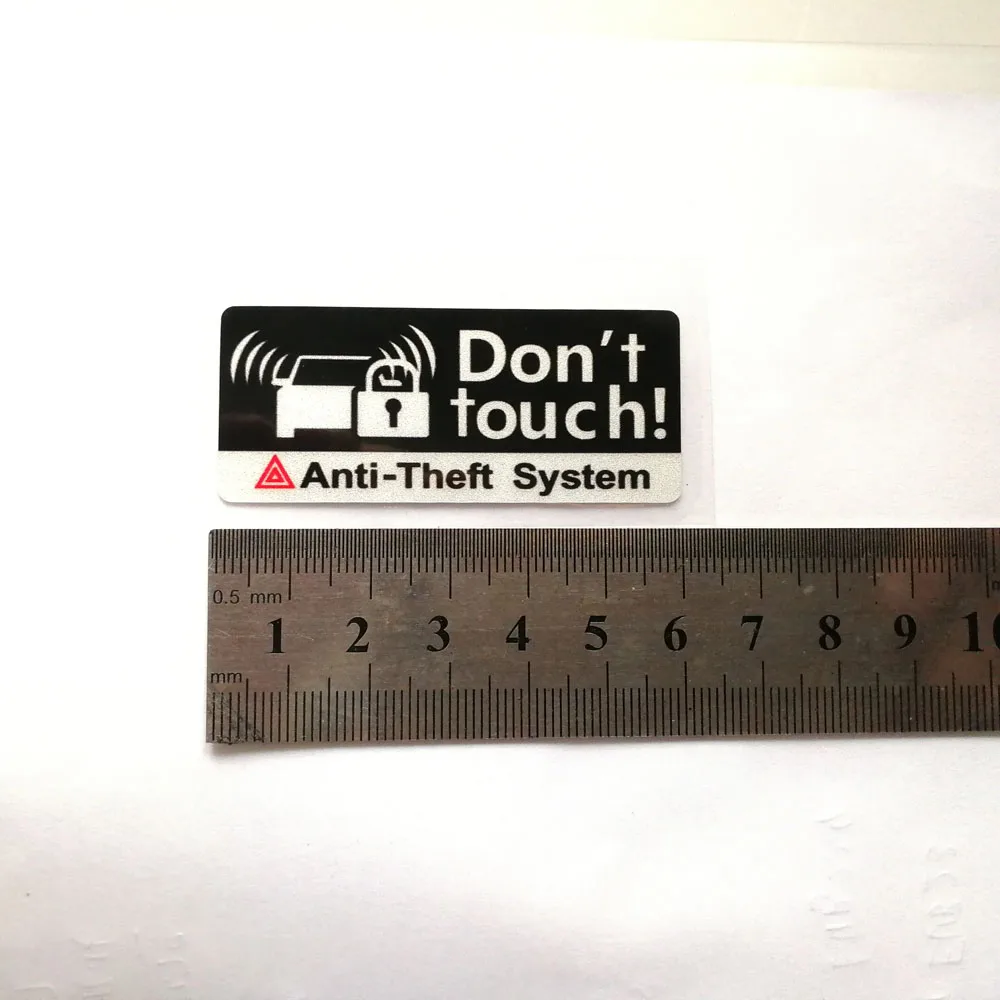 Don't
touch!
Anti-Theft System
0.5 mm
1 2 3 4 5 6 7 8 9 10
mm